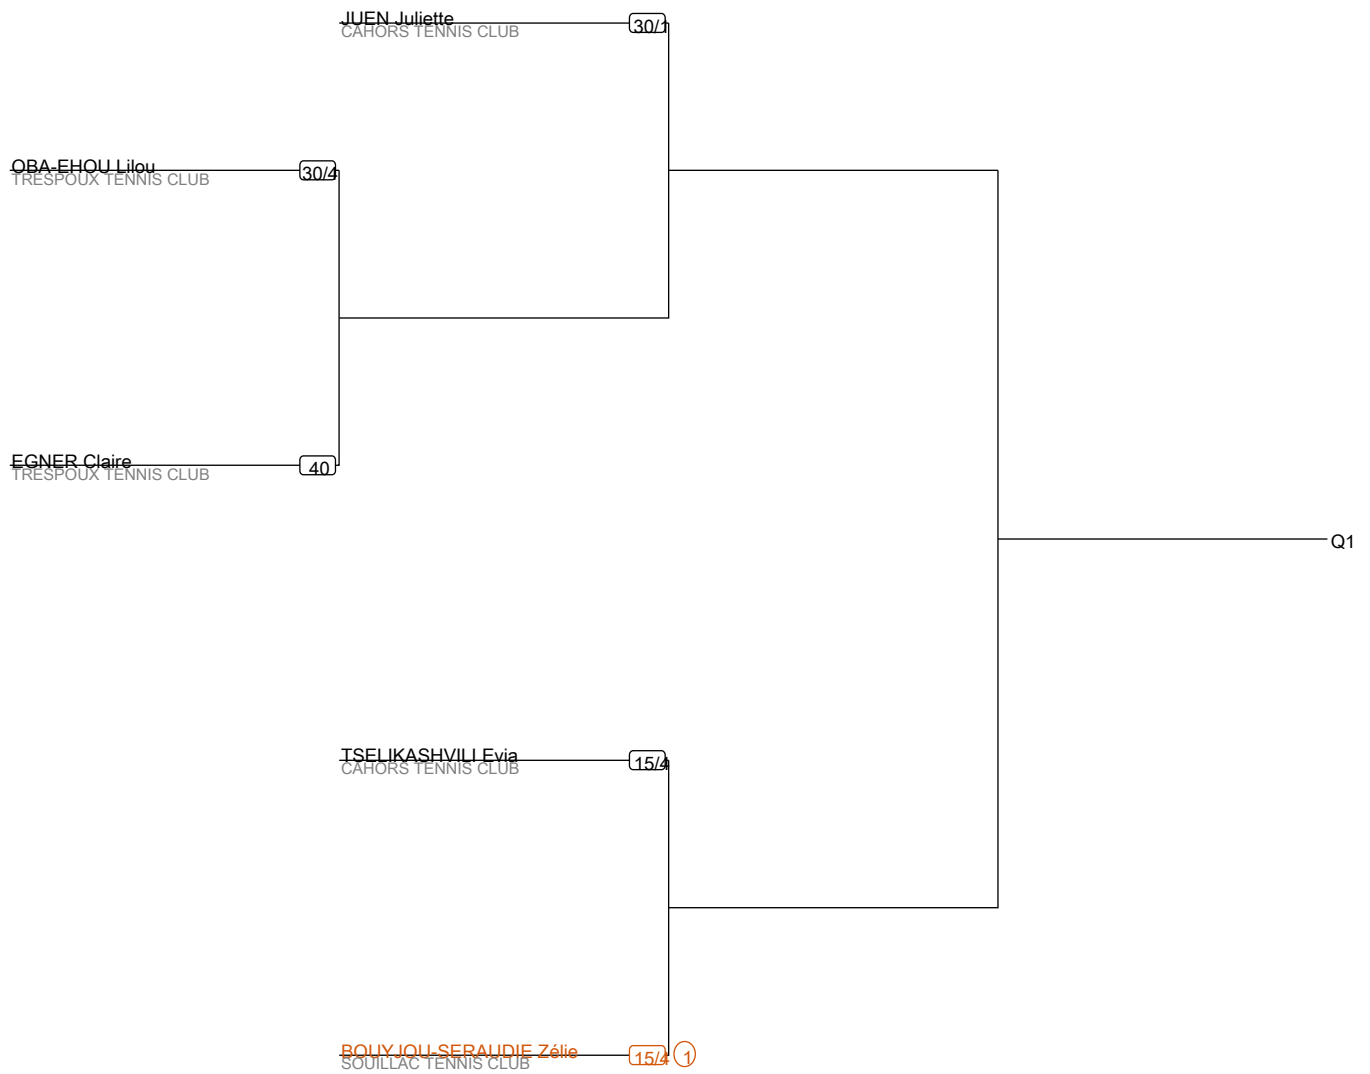 JUEN Juliette
30/1
CAHORS TENNIS CLUB
OBA-EHOU Lilou
30/4
TRESPOUX TENNIS CLUB
EGNER Claire
40
TRESPOUX TENNIS CLUB
Q1
TSELIKASHVILI Evia
15/4
CAHORS TENNIS CLUB
BOUYJOU-SERAUDIE Zélie
15/4
1
SOUILLAC TENNIS CLUB